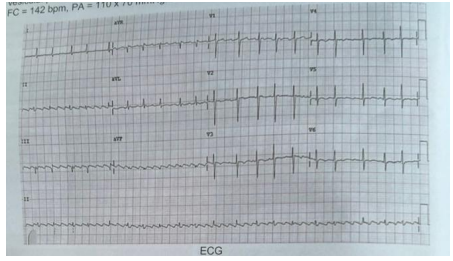 FC = 142 bpm, PA = 110 x 70
aVR V1 V4
II aVL V2 V5
III aVF V3 V6
II
ECG